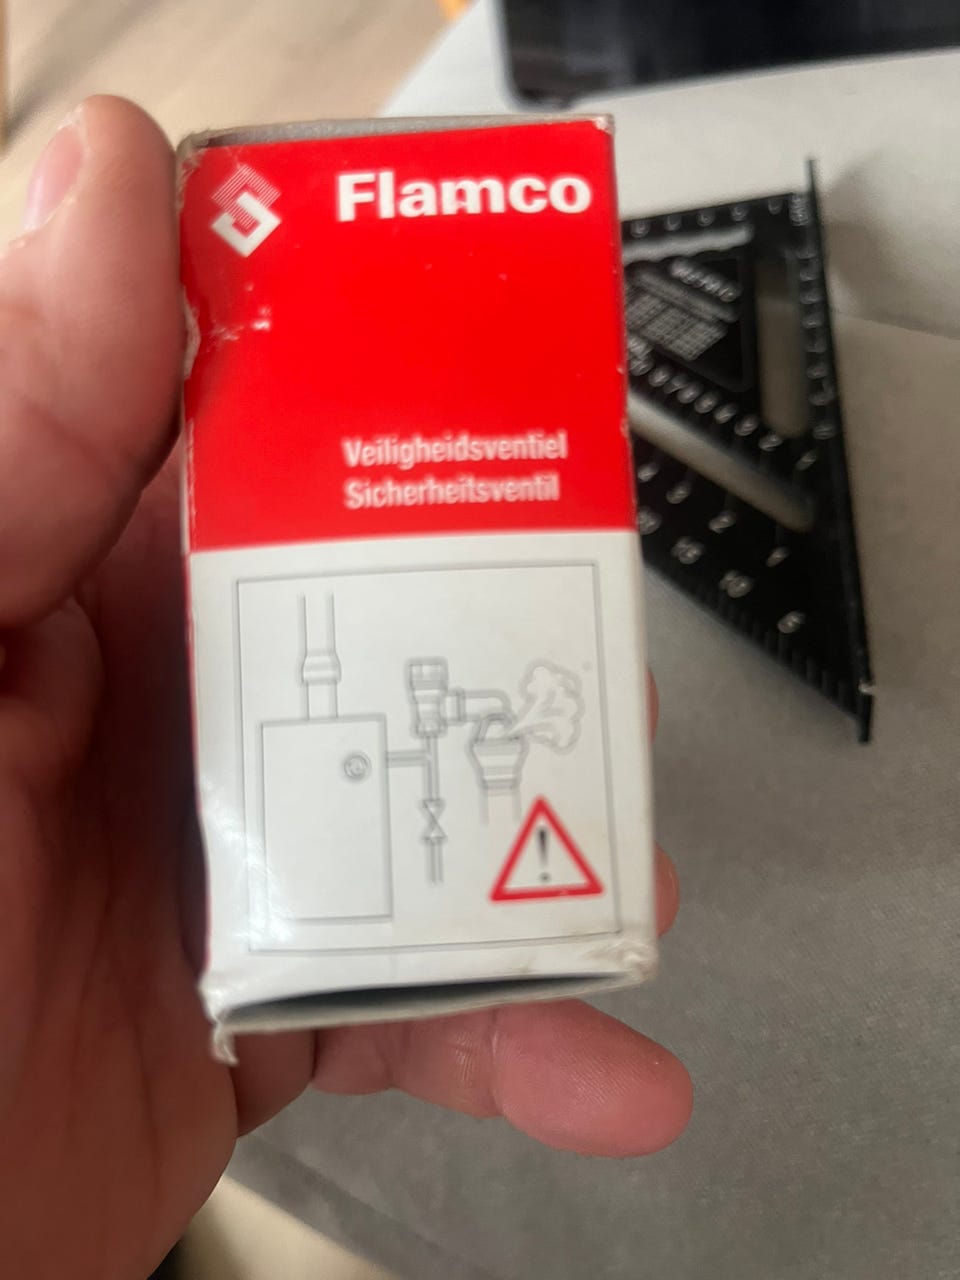 Flamco
Veiligheidsventiel
Sicherheitsventil
!